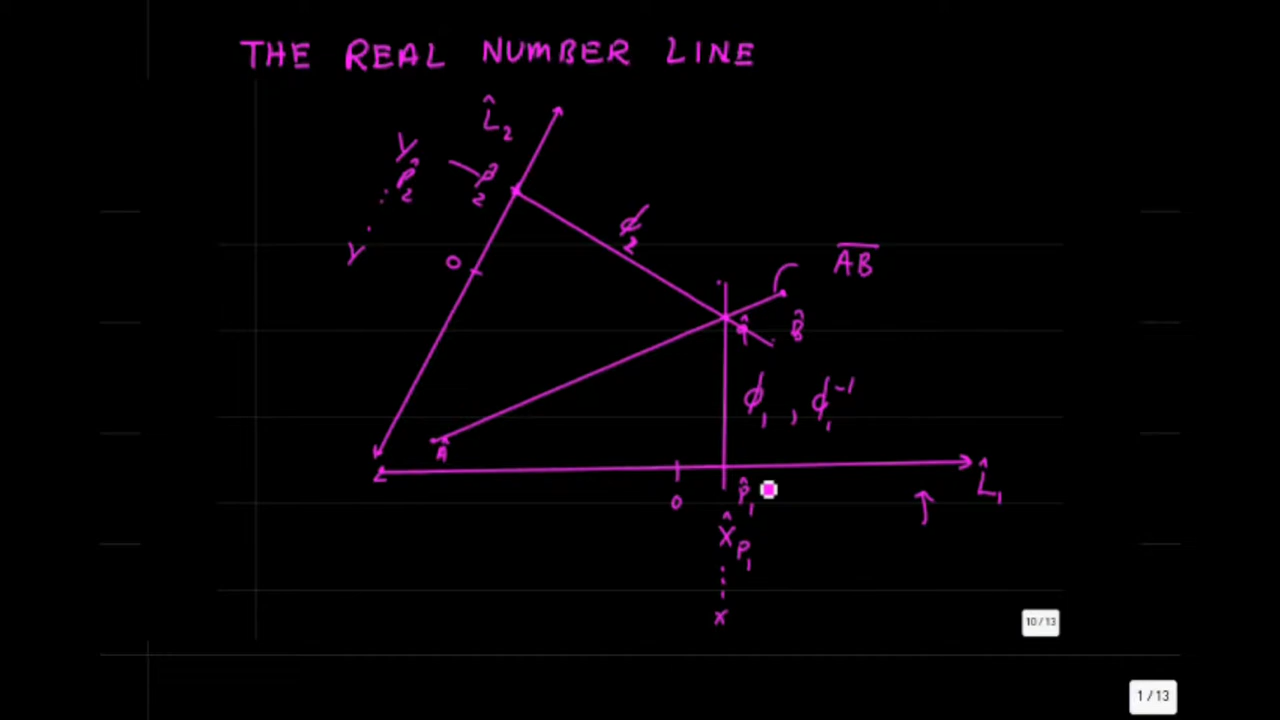 THE REAL NUMBER LINE
L̂₂
Y P̂₂
P̂₂
ϕ₂
Y
0
A̅B̅
B̂
ϕ₁ , ϕ₁⁻¹
Â
L̂₁
0
P̂₁
X̂ P₁
x
10 / 13
1 / 13